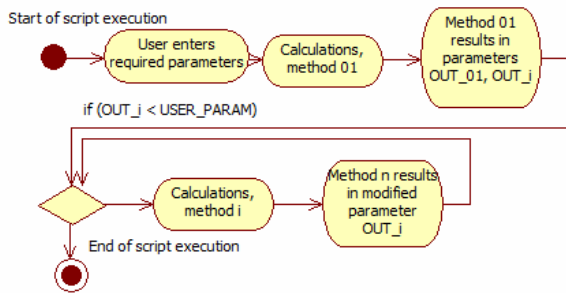 Start of script execution
User enters
required parameters
Calculations,
method 01
Method 01
results in
parameters
OUT_01, OUT_i
if (OUT_i < USER_PARAM)
Calculations,
method i
Method n results
in modified
parameter
OUT_i
End of script execution